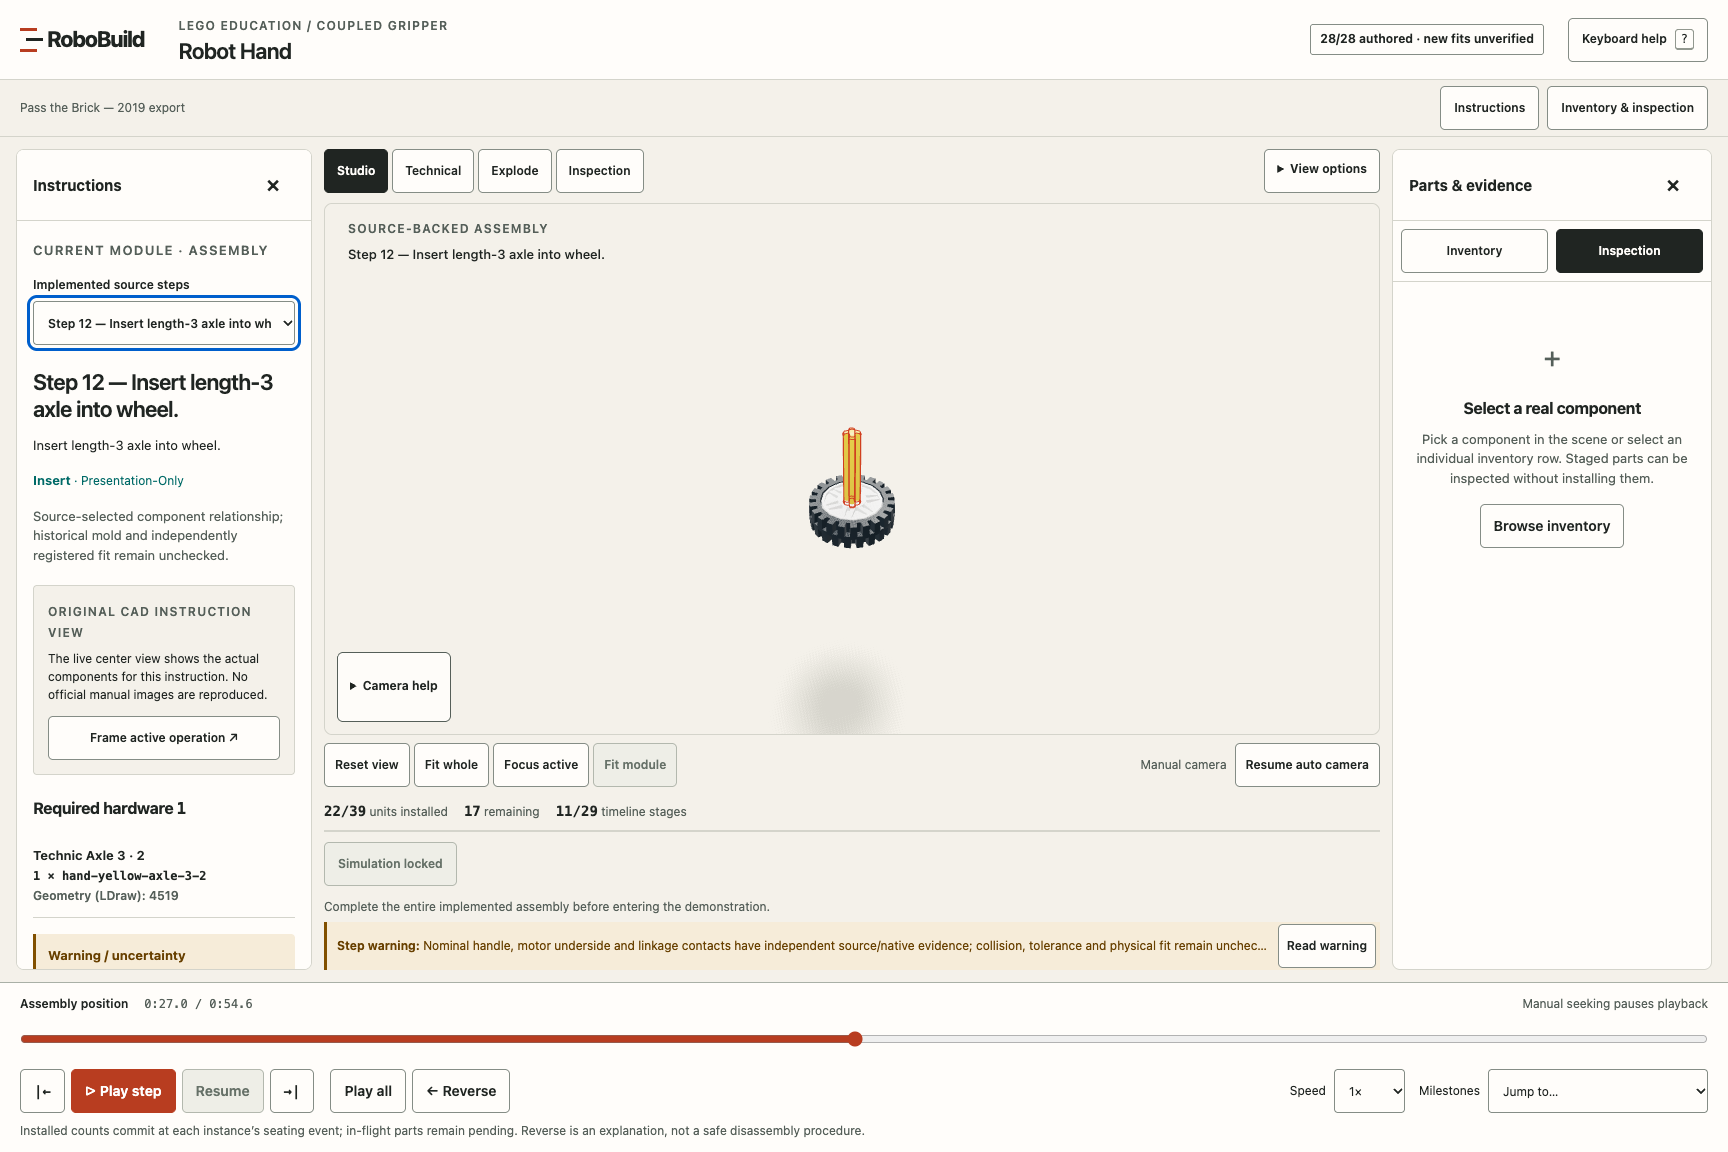 RoboBuild
LEGO EDUCATION / COUPLED GRIPPER
Robot Hand
28/28 authored · new fits unverified
Keyboard help ?
Pass the Brick — 2019 export
Instructions
Inventory & inspection
Instructions
CURRENT MODULE · ASSEMBLY
Implemented source steps
Step 12 — Insert length-3 axle into wh
Step 12 — Insert length-3
axle into wheel.
Insert length-3 axle into wheel.
Insert · Presentation-Only
Source-selected component relationship;
historical mold and independently
registered fit remain unchecked.
ORIGINAL CAD INSTRUCTION
VIEW
The live center view shows the actual
components for this instruction. No
official manual images are reproduced.
Frame active operation ↗
Required hardware 1
Technic Axle 3 · 2
1 × hand-yellow-axle-3-2
Geometry (LDraw): 4519
Warning / uncertainty
Studio
Technical
Explode
Inspection
View options
SOURCE-BACKED ASSEMBLY
Step 12 — Insert length-3 axle into wheel.
Camera help
Reset view
Fit whole
Focus active
Fit module
Manual camera
Resume auto camera
22/39 units installed 17 remaining 11/29 timeline stages
Simulation locked
Complete the entire implemented assembly before entering the demonstration.
Step warning: Nominal handle, motor underside and linkage contacts have independent source/native evidence; collision, tolerance and physical fit remain unchec...
Read warning
Parts & evidence
Inventory
Inspection
Select a real component
Pick a component in the scene or select an
individual inventory row. Staged parts can be
inspected without installing them.
Browse inventory
Assembly position 0:27.0 / 0:54.6
Manual seeking pauses playback
Play step
Resume
Play all
← Reverse
Speed 1×
Milestones Jump to...
Installed counts commit at each instance's seating event; in-flight parts remain pending. Reverse is an explanation, not a safe disassembly procedure.